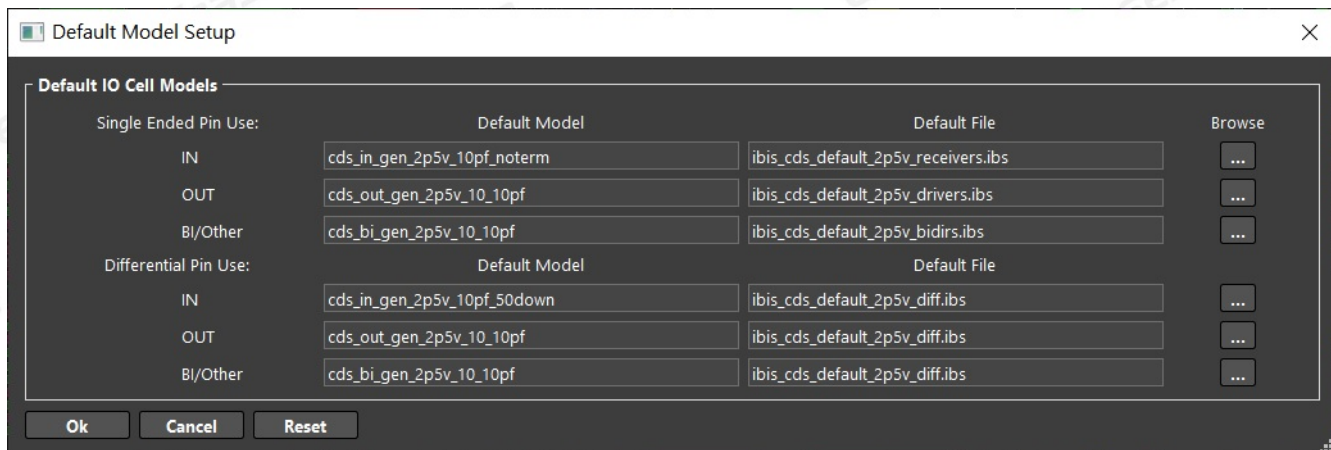 Default Model Setup
Default IO Cell Models
Single Ended Pin Use: Default Model Default File Browse
IN cds_in_gen_2p5v_10pf_noterm ibis_cds_default_2p5v_receivers.ibs ...
OUT cds_out_gen_2p5v_10_10pf ibis_cds_default_2p5v_drivers.ibs ...
BI/Other cds_bi_gen_2p5v_10_10pf ibis_cds_default_2p5v_bidirs.ibs ...
Differential Pin Use: Default Model Default File
IN cds_in_gen_2p5v_10pf_50down ibis_cds_default_2p5v_diff.ibs ...
OUT cds_out_gen_2p5v_10_10pf ibis_cds_default_2p5v_diff.ibs ...
BI/Other cds_bi_gen_2p5v_10_10pf ibis_cds_default_2p5v_diff.ibs ...
Ok Cancel Reset